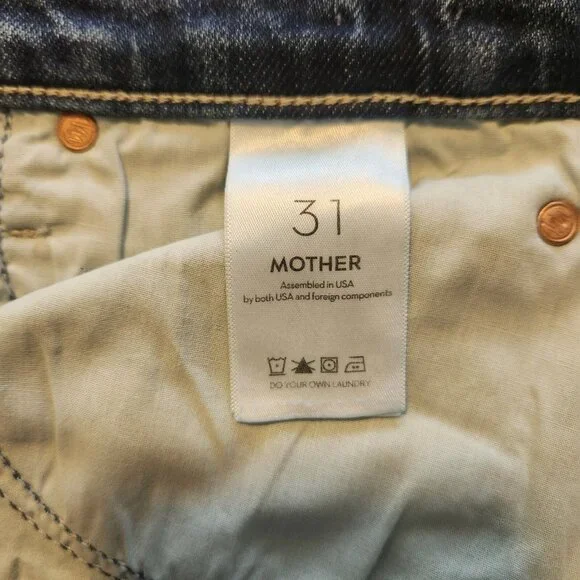 31
MOTHER
Assembled in USA
by both USA and foreign components
DO YOUR OWN LAUNDRY